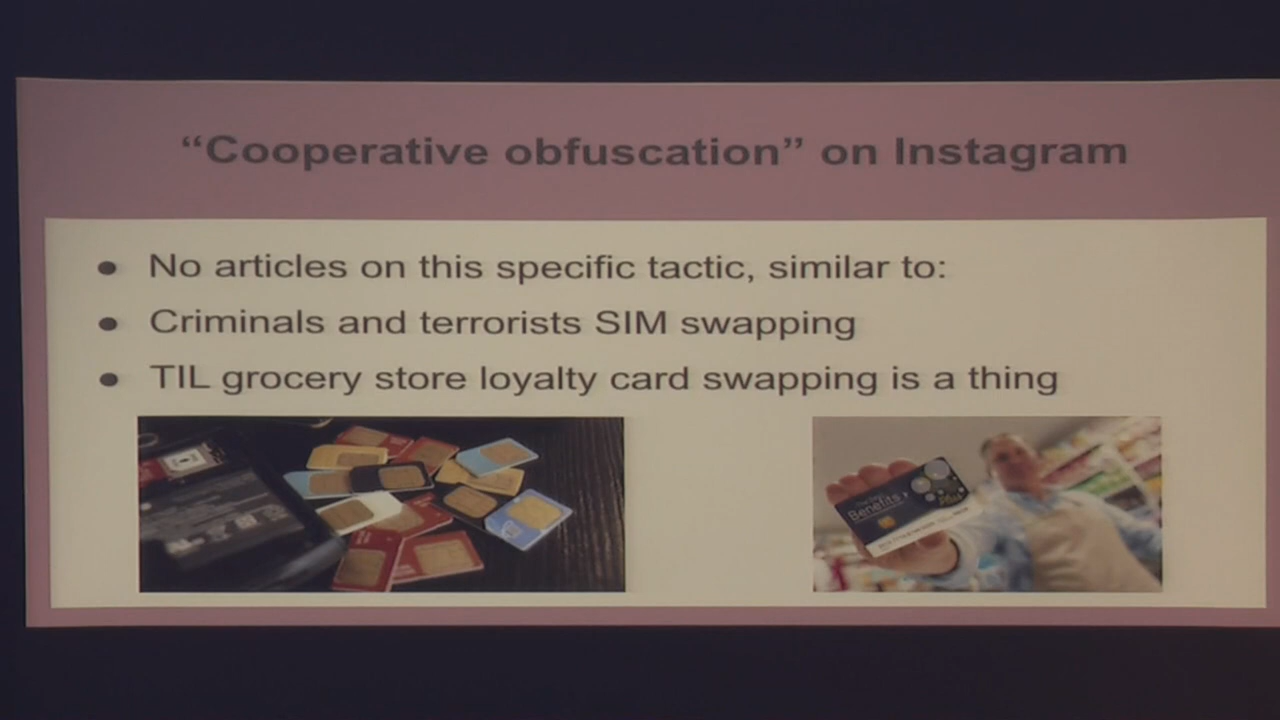 “Cooperative obfuscation” on Instagram
● No articles on this specific tactic, similar to:
● Criminals and terrorists SIM swapping
● TIL grocery store loyalty card swapping is a thing
Benefits
Plus